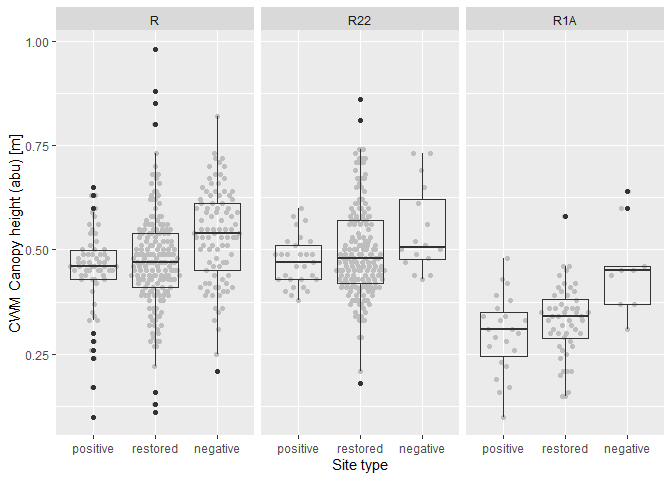 R R22 R1A
CWM Canopy height (abu) [m]
1.00
0.75
0.50
0.25
positive restored negative positive restored negative positive restored negative
Site type